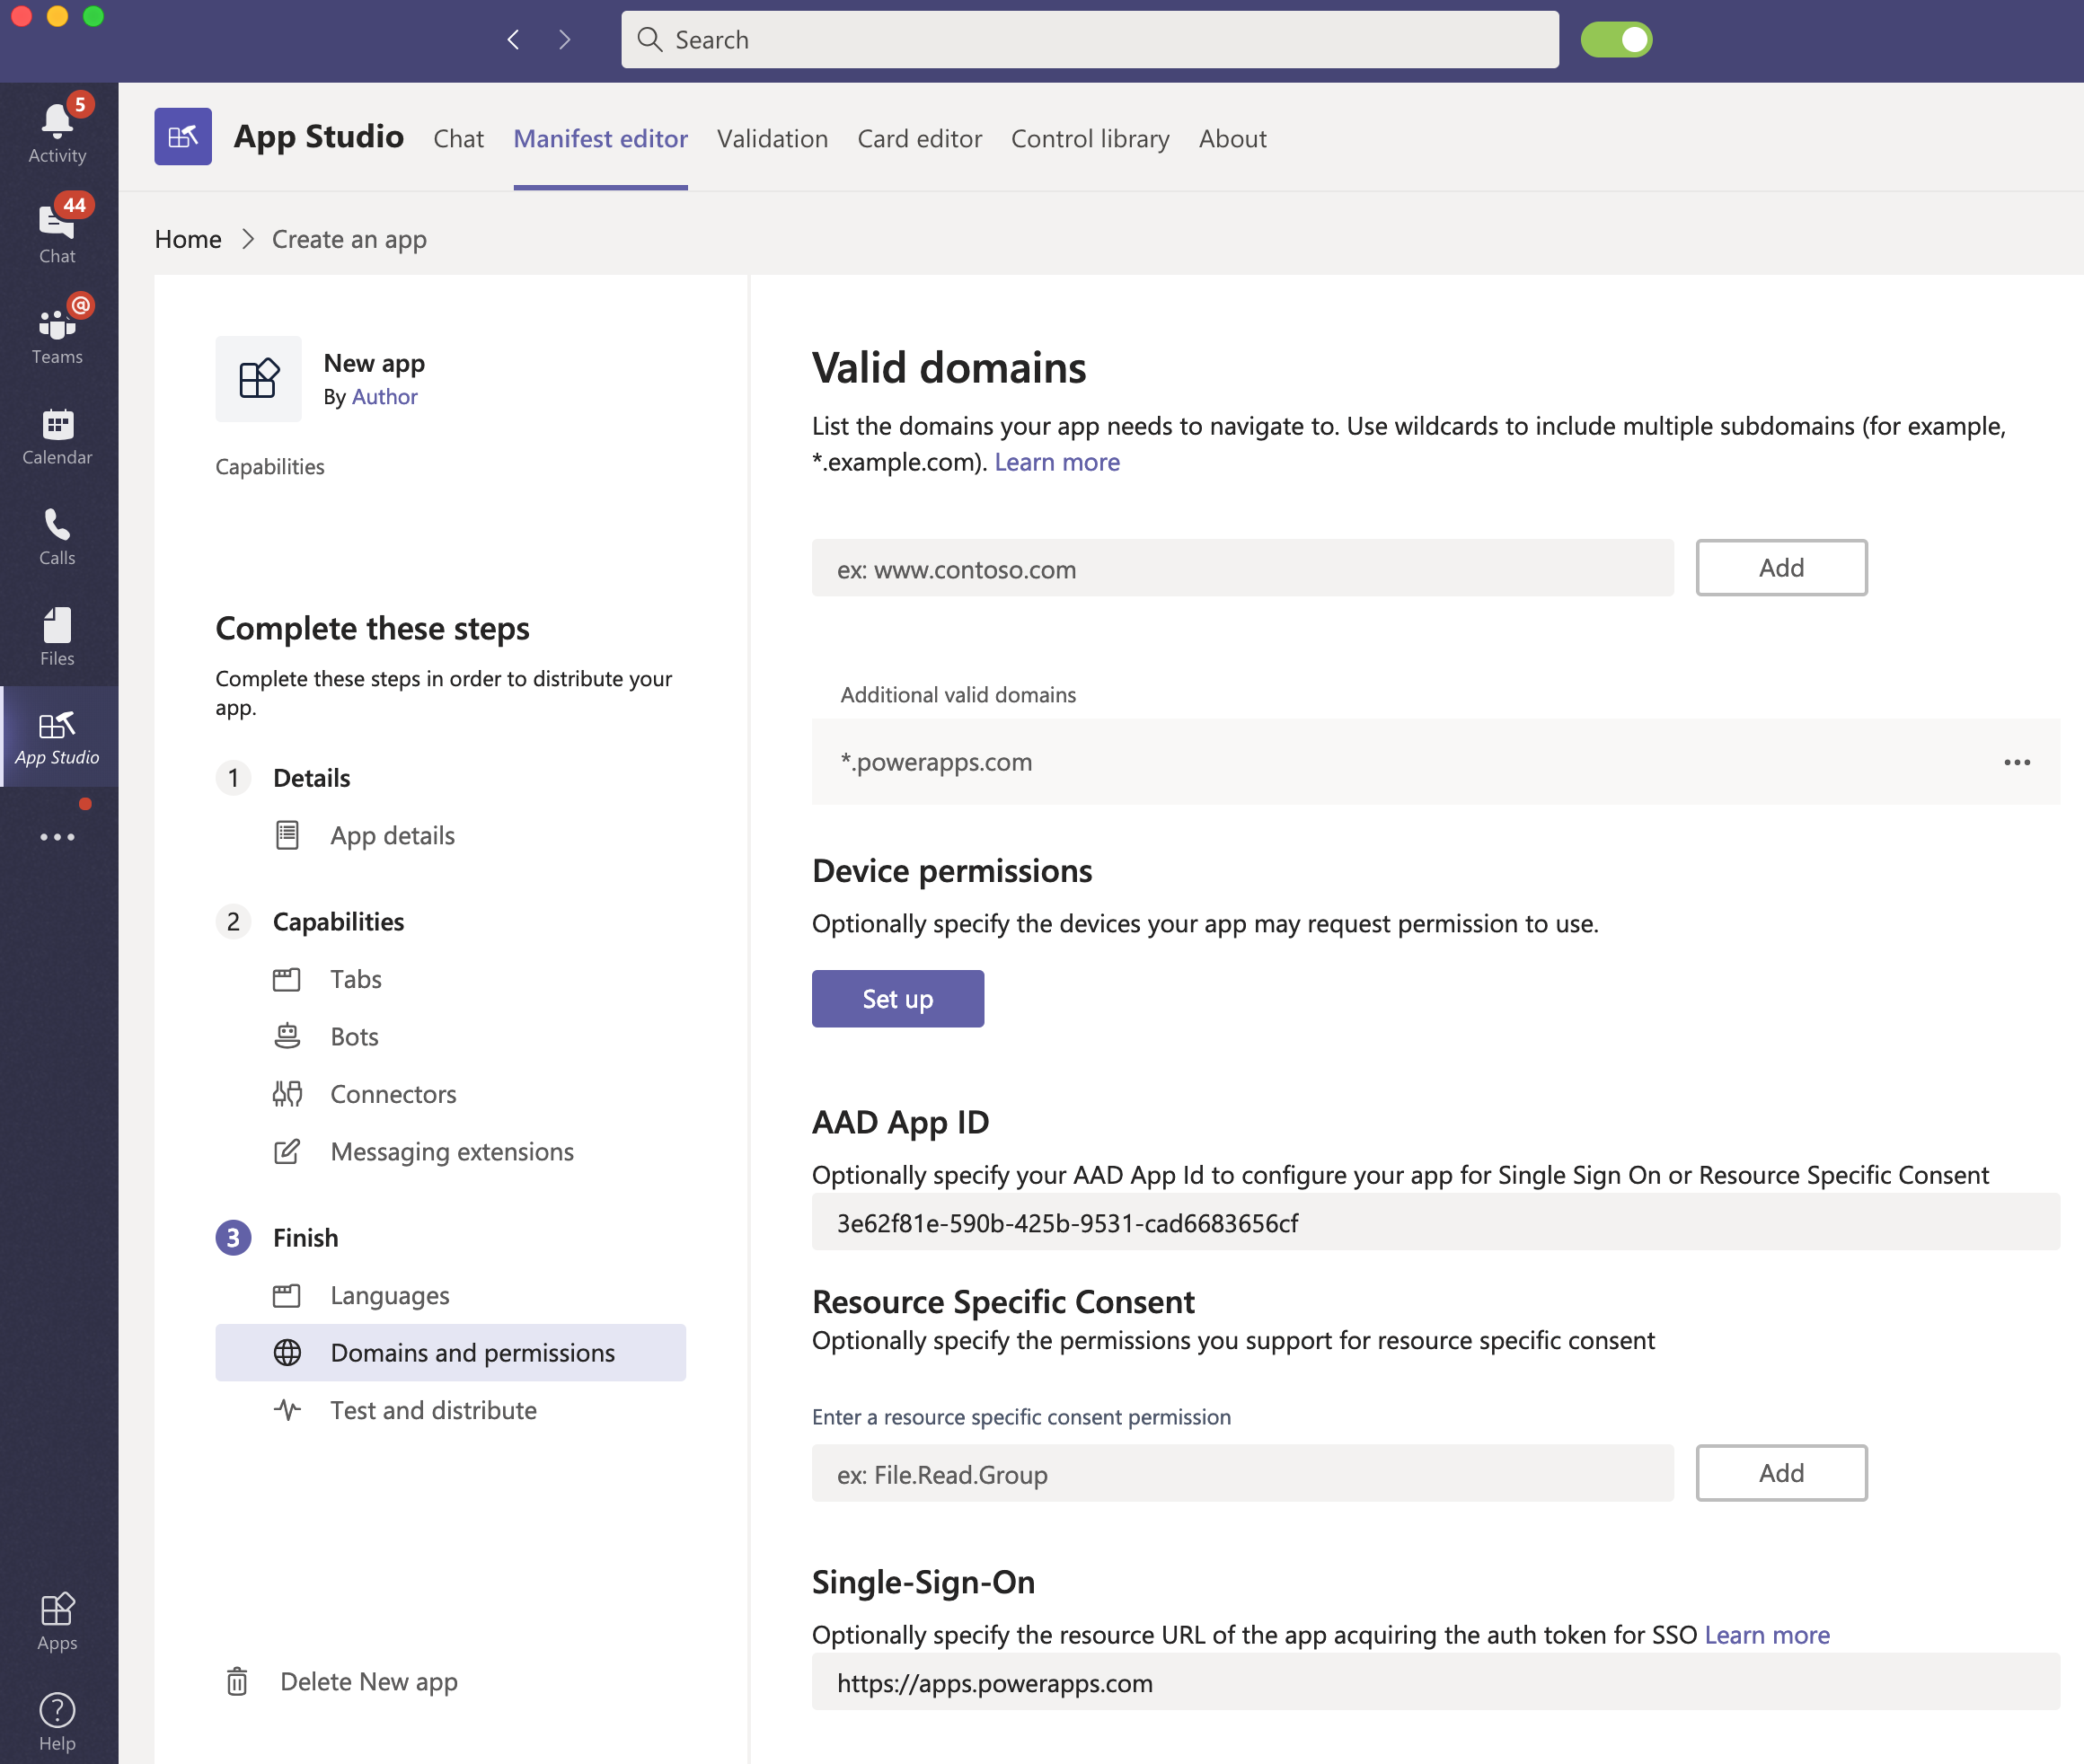 Search
5
Activity
44
Chat
@
Teams
Calendar
Calls
Files
App Studio
Apps
Help
App Studio
Chat
Manifest editor
Validation
Card editor
Control library
About
Home
Create an app
New app
By Author
Capabilities
Complete these steps
Complete these steps in order to distribute your
app.
1 Details
App details
2 Capabilities
Tabs
Bots
Connectors
Messaging extensions
3 Finish
Languages
Domains and permissions
Test and distribute
Delete New app
Valid domains
List the domains your app needs to navigate to. Use wildcards to include multiple subdomains (for example,
*.example.com). Learn more
ex: www.contoso.com
Add
Additional valid domains
*.powerapps.com
Device permissions
Optionally specify the devices your app may request permission to use.
Set up
AAD App ID
Optionally specify your AAD App Id to configure your app for Single Sign On or Resource Specific Consent
3e62f81e-590b-425b-9531-cad6683656cf
Resource Specific Consent
Optionally specify the permissions you support for resource specific consent
Enter a resource specific consent permission
ex: File.Read.Group
Add
Single-Sign-On
Optionally specify the resource URL of the app acquiring the auth token for SSO Learn more
https://apps.powerapps.com